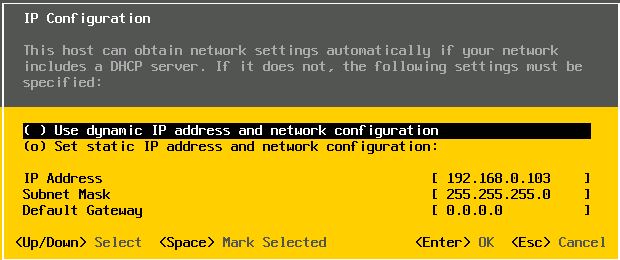 IP Configuration
This host can obtain network settings automatically if your network
includes a DHCP server. If it does not, the following settings must be
specified:
( ) Use dynamic IP address and network configuration
(o) Set static IP address and network configuration:
IP Address [ 192.168.0.103 ]
Subnet Mask [ 255.255.255.0 ]
Default Gateway [ 0.0.0.0 ]
<Up/Down> Select <Space> Mark Selected <Enter> OK <Esc> Cancel